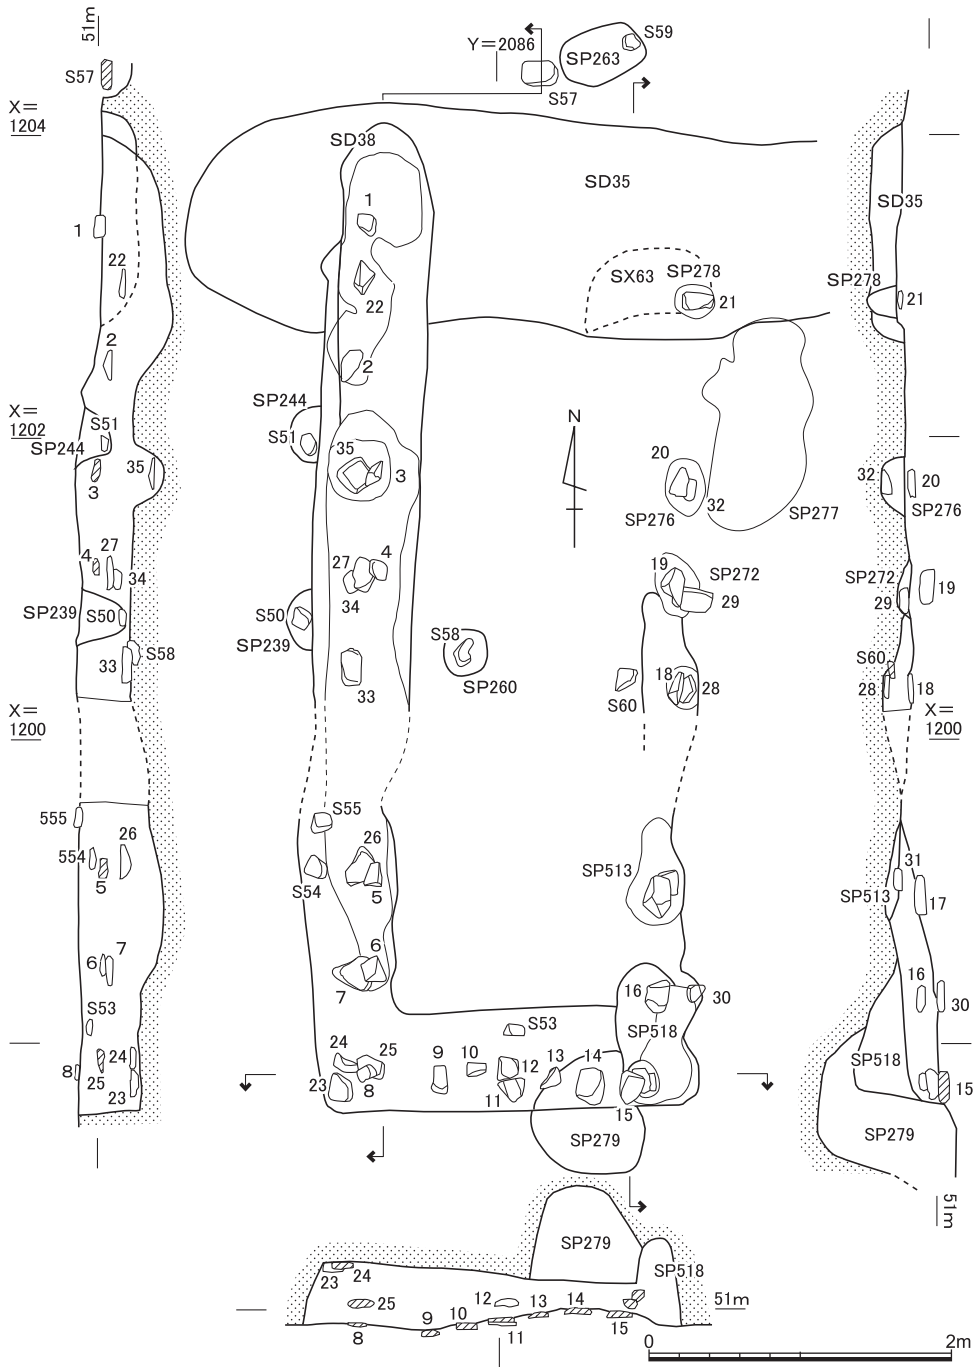 51m
S57
X=
1204
1
22
2
X=
1202
S51
SP244
3
35
4
27
34
SP239
S50
S58
33
X=
1200
555
554
5
26
6
7
S53
8
25
24
23
Y=2086
S57
SP263
S59
SD38
SD35
1
22
SX63
SP278
21
2
SP244
S51
35
3
N
20
32
SP276
SP277
27
4
34
S50
SP239
S58
SP260
19
SP272
29
33
S60
18
28
S55
S54
26
5
SP513
6
7
16
30
SP518
S53
24
25
23
8
9
10
12
11
13
14
15
SP279
SD35
SP278
21
32
20
SP276
SP272
19
29
S60
28
18
X=
1200
31
SP513
17
16
30
SP518
15
SP279
51m
SP279
SP518
23
24
25
8
9
10
12
11
13
14
15
51m
0
2m